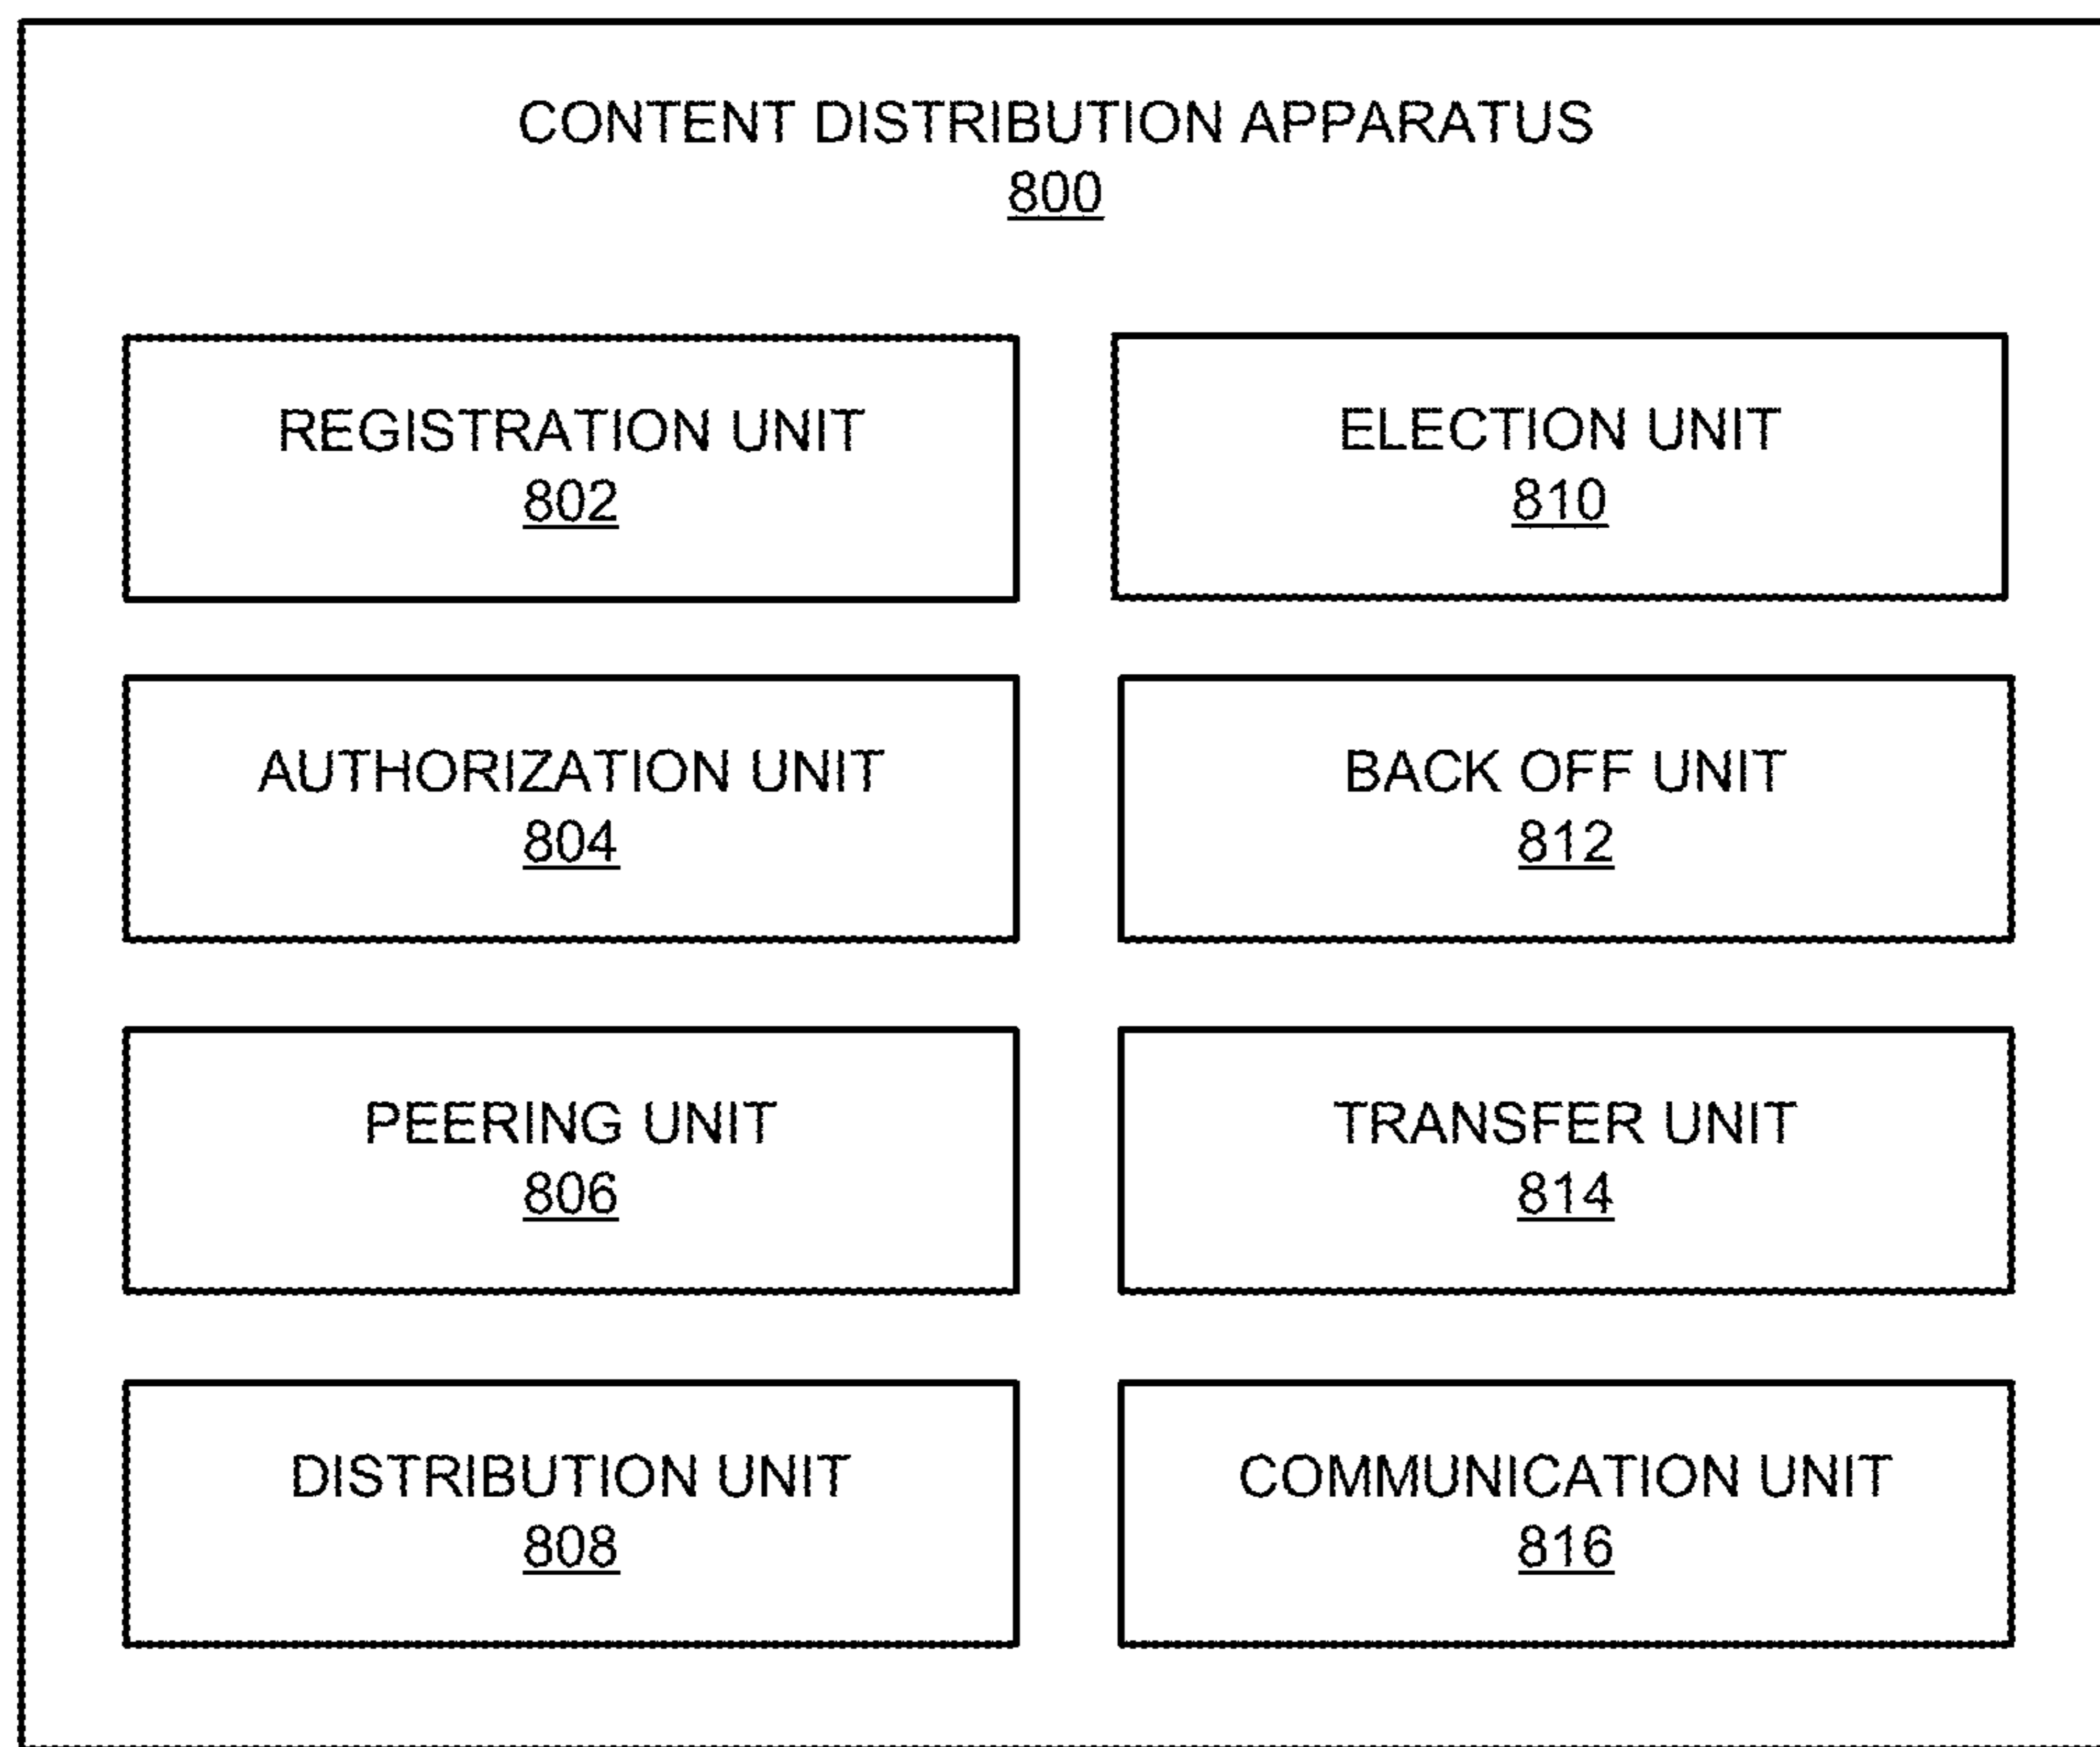 CONTENT DISTRIBUTION APPARATUS
800
REGISTRATION UNIT
802
ELECTION UNIT
810
AUTHORIZATION UNIT
804
BACK OFF UNIT
812
PEERING UNIT
806
TRANSFER UNIT
814
DISTRIBUTION UNIT
808
COMMUNICATION UNIT
816